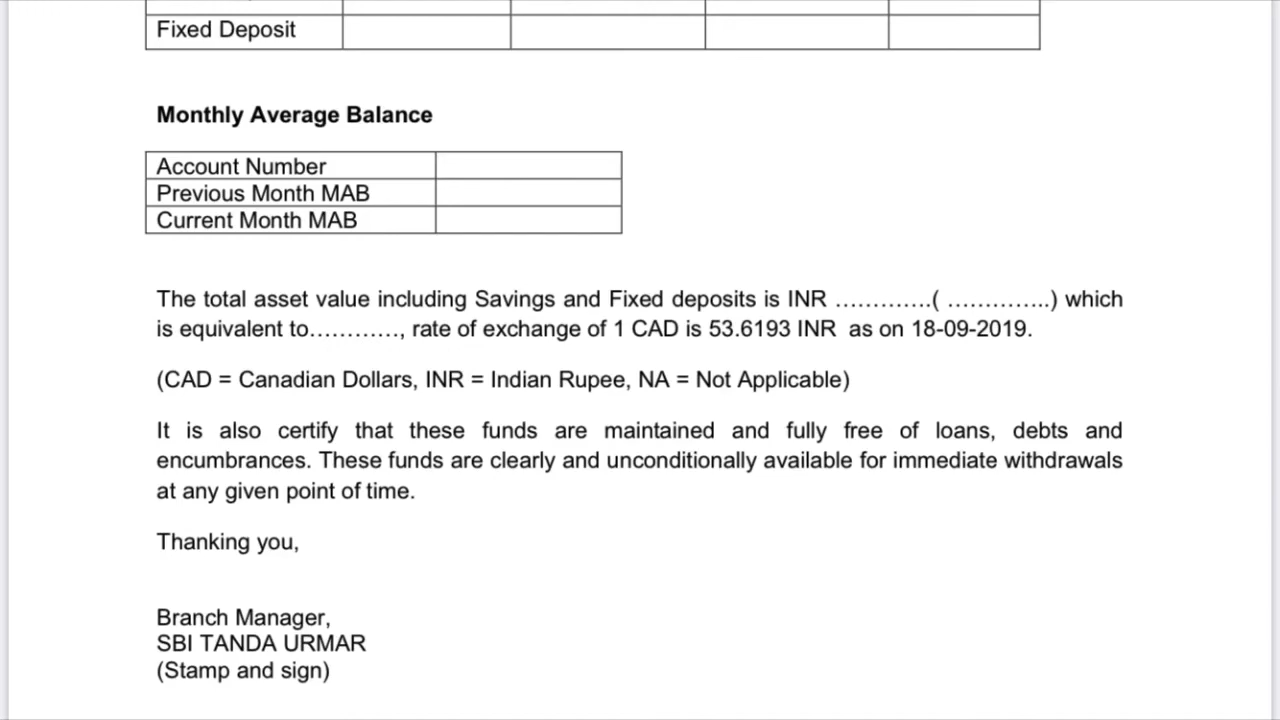 Fixed Deposit
Monthly Average Balance
Account Number
Previous Month MAB
Current Month MAB
The total asset value including Savings and Fixed deposits is INR ………….( …………..) which
is equivalent to…………, rate of exchange of 1 CAD is 53.6193 INR as on 18-09-2019.
(CAD = Canadian Dollars, INR = Indian Rupee, NA = Not Applicable)
It is also certify that these funds are maintained and fully free of loans, debts and
encumbrances. These funds are clearly and unconditionally available for immediate withdrawals
at any given point of time.
Thanking you,
Branch Manager,
SBI TANDA URMAR
(Stamp and sign)